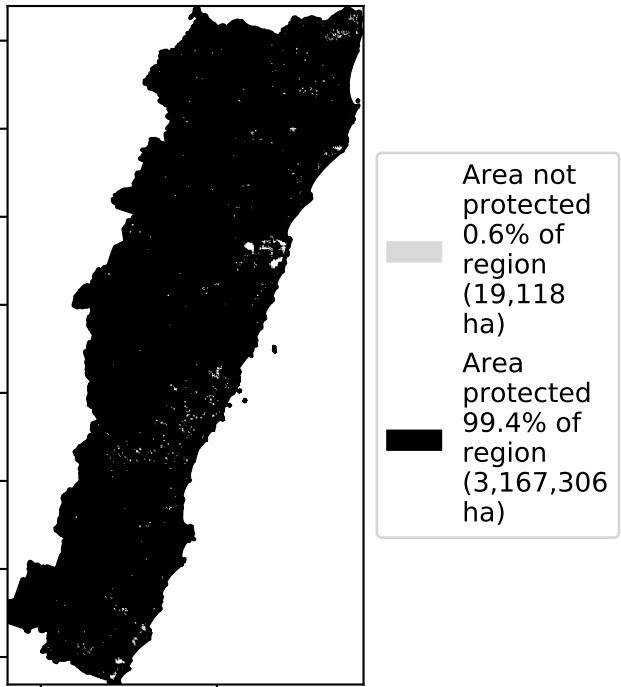 Area not
protected
0.6% of
region
(19,118
ha)
Area
protected
99.4% of
region
(3,167,306
ha)